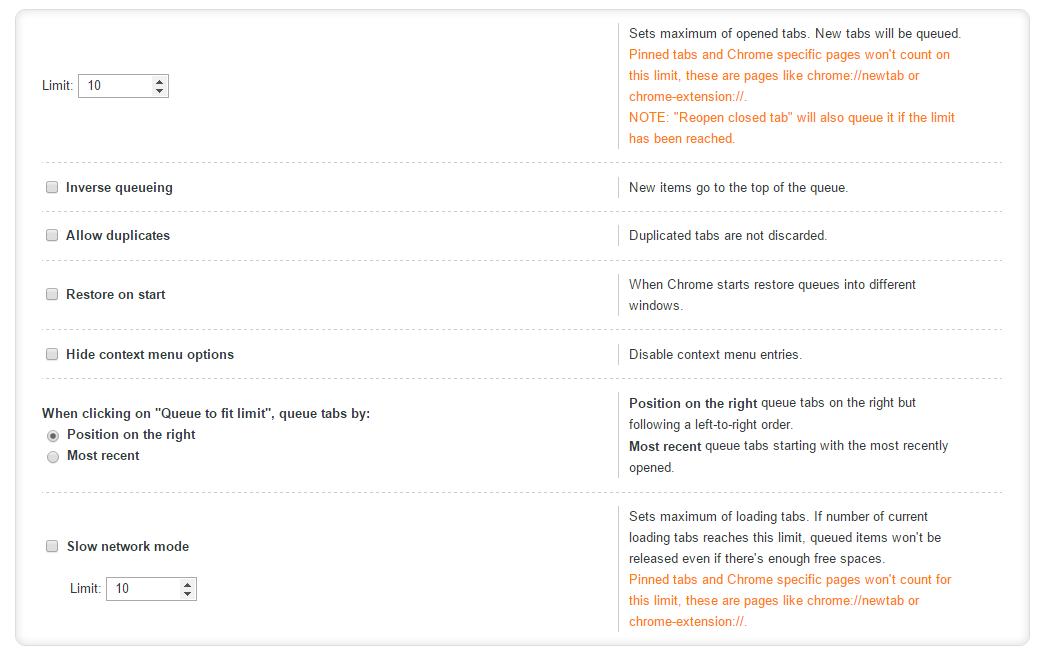 Sets maximum of opened tabs. New tabs will be queued.
Pinned tabs and Chrome specific pages won't count on
this limit, these are pages like chrome://newtab or
chrome-extension://.
NOTE: "Reopen closed tab" will also queue it if the limit
has been reached.
Limit: 10
Inverse queueing
New items go to the top of the queue.
Allow duplicates
Duplicated tabs are not discarded.
Restore on start
When Chrome starts restore queues into different
windows.
Hide context menu options
Disable context menu entries.
When clicking on "Queue to fit limit", queue tabs by:
Position on the right
Most recent
Position on the right queue tabs on the right but
following a left-to-right order.
Most recent queue tabs starting with the most recently
opened.
Slow network mode
Limit: 10
Sets maximum of loading tabs. If number of current
loading tabs reaches this limit, queued items won't be
released even if there's enough free spaces.
Pinned tabs and Chrome specific pages won't count for
this limit, these are pages like chrome://newtab or
chrome-extension://.